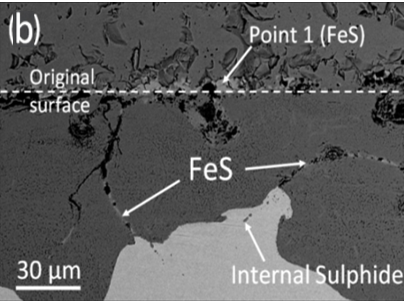 (b)
Point 1 (FeS)
Original
surface
FeS
30 µm
Internal Sulphide